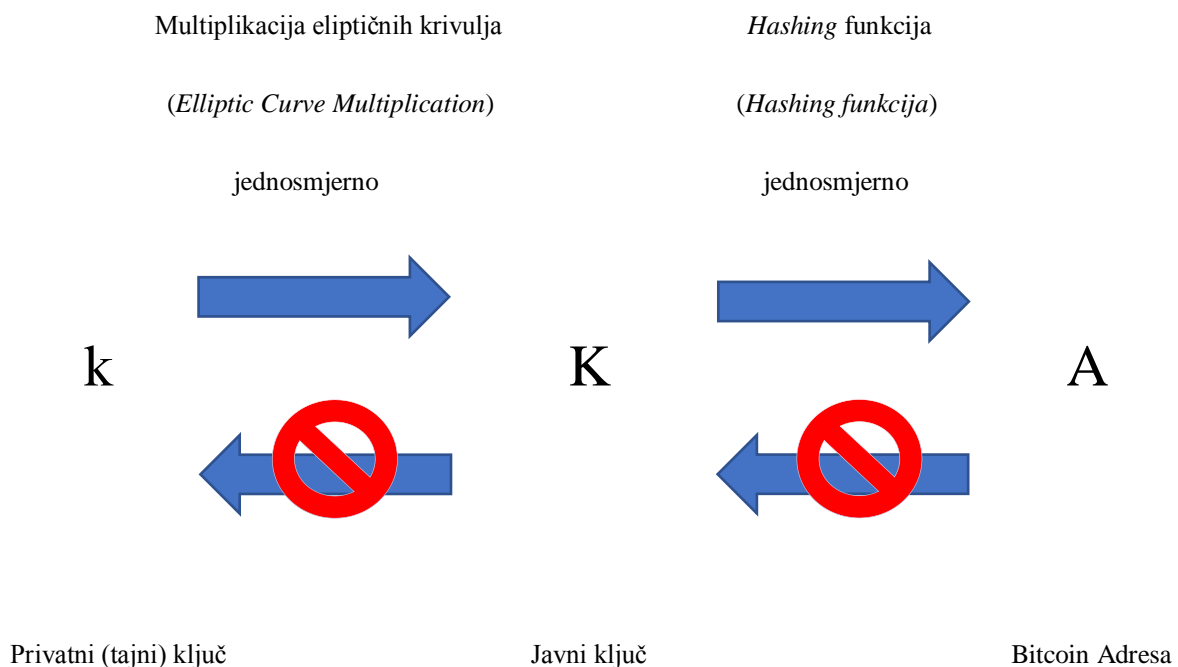 Multiplikacija eliptičnih krivulja
(Elliptic Curve Multiplication)
jednosmjerno
Hashing funkcija
(Hashing funkcija)
jednosmjerno
k
K
A
Privatni (tajni) ključ
Javni ključ
Bitcoin Adresa